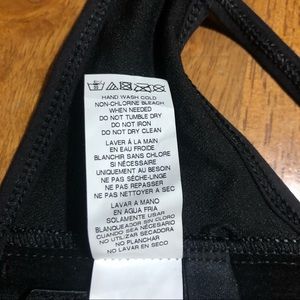 HAND WASH COLD
NON-CHLORINE BLEACH
WHEN NEEDED
DO NOT TUMBLE DRY
DO NOT IRON
DO NOT DRY CLEAN
LAVER À LA MAIN
EN EAU FROIDE
BLANCHIR SANS CHLORE
SI NÉCESSAIRE
UNIQUEMENT AU BESOIN
NE PAS SÈCHE-LINGE
NE PAS REPASSER
NE PAS NETTOYER À SEC
LAVAR A MANO
EN AGUA FRIA
SOLAMENTE USAR
BLANQUEADOR SIN CLORO
CUANDO SEA NECESARIO
NO UTILIZAR SECADORA
NO PLANCHAR
NO LAVAR EN SECO